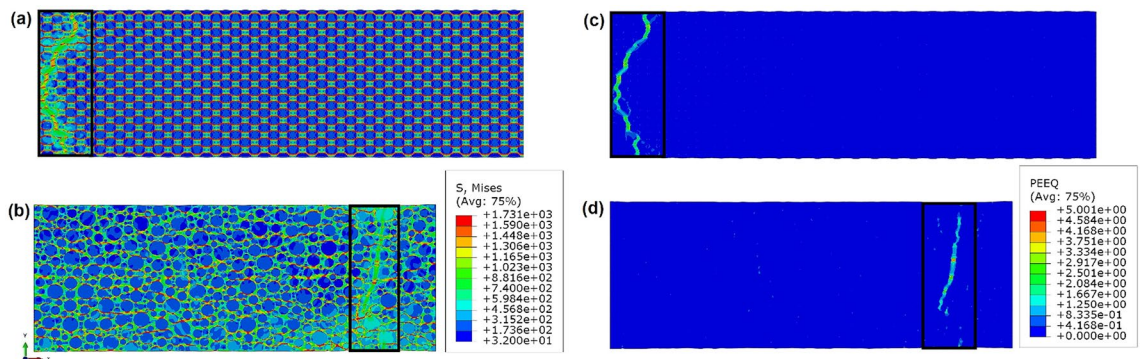 (a)
(c)
(b)
S, Mises
(Avg: 75%)
+1.731e+03
+1.590e+03
+1.448e+03
+1.306e+03
+1.165e+03
+1.023e+03
+8.816e+02
+7.400e+02
+5.984e+02
+4.568e+02
+3.152e+02
+1.736e+02
+3.200e+01
Y
(d)
PEEQ
(Avg: 75%)
+5.001e+00
+4.584e+00
+4.168e+00
+3.751e+00
+3.334e+00
+2.917e+00
+2.501e+00
+2.084e+00
+1.667e+00
+1.250e+00
+8.335e-01
+4.168e-01
+0.000e+00